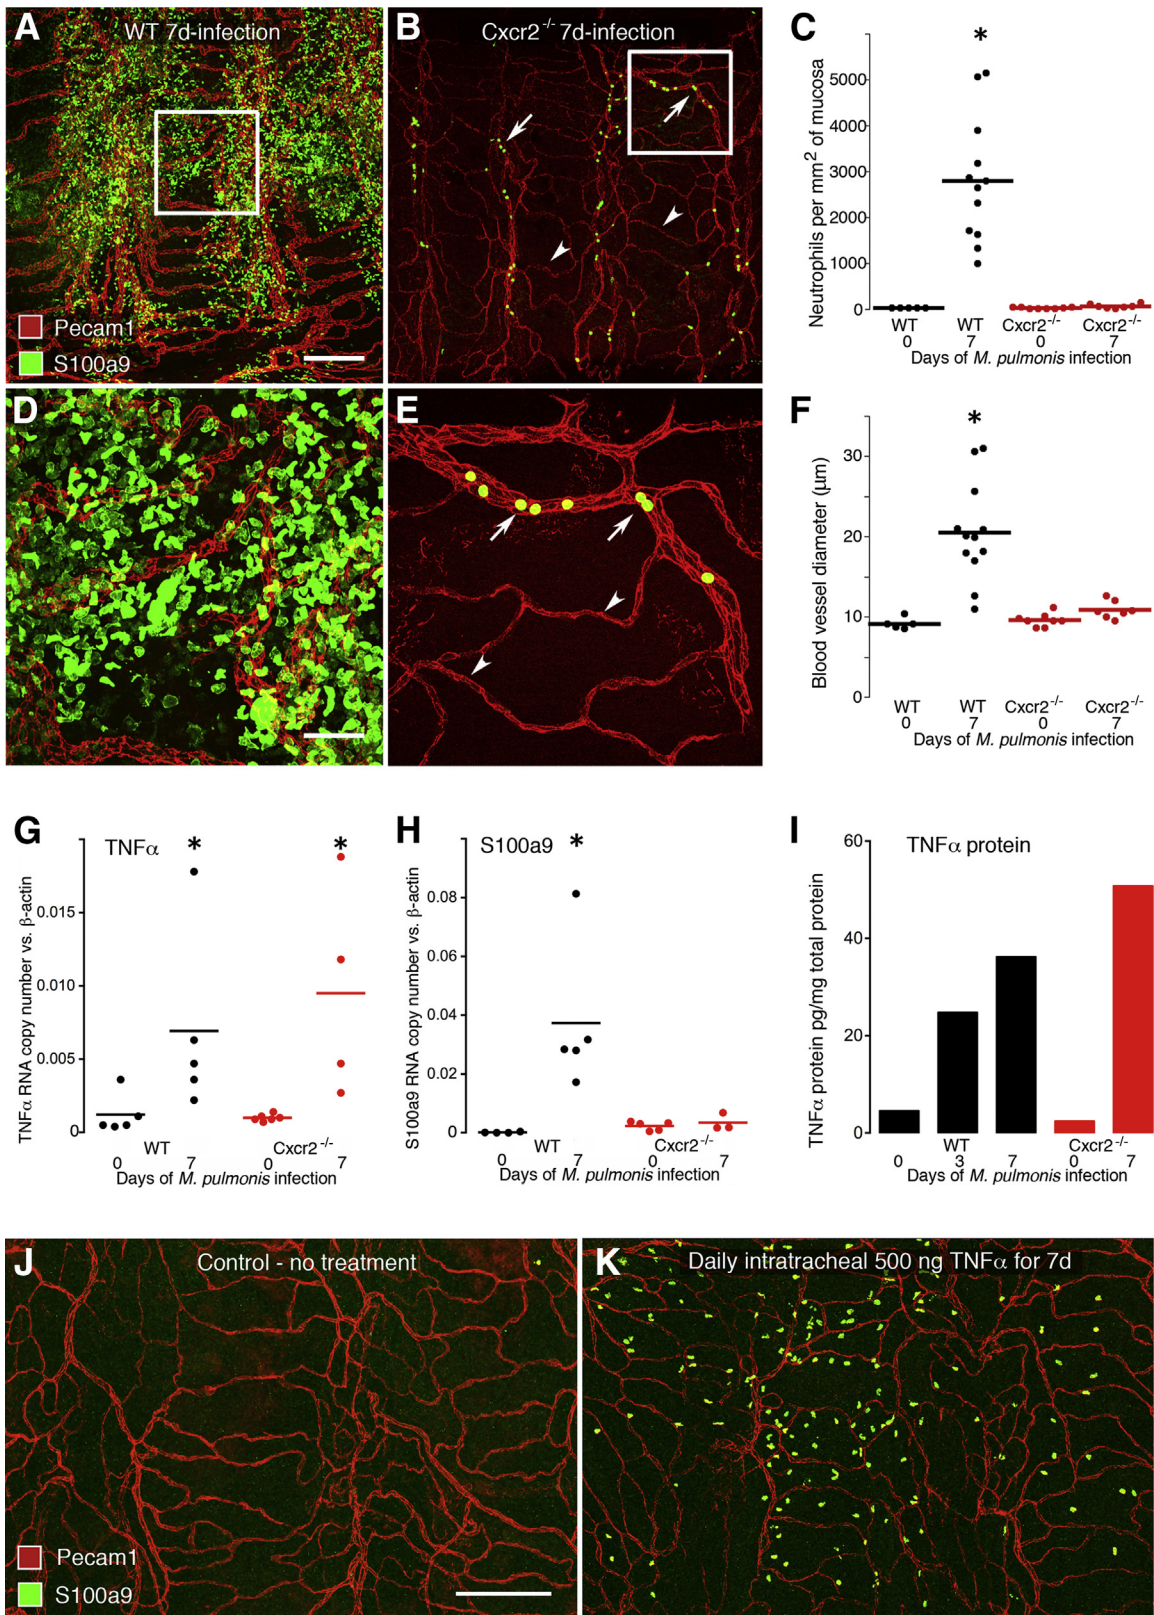 A WT 7d-infection
Pecam1
S100a9
B Cxcr2-/- 7d-infection
C
*
Neutrophils per mm2 of mucosa
5000
4000
3000
2000
1000
0
WT WT Cxcr2-/- Cxcr2-/-
0 7 0 7
Days of M. pulmonis infection
D
E
F
*
Blood vessel diameter (μm)
30
20
10
0
WT WT Cxcr2-/- Cxcr2-/-
0 7 0 7
Days of M. pulmonis infection
G
TNFα * *
TNFα RNA copy number vs. β-actin
0.015
0.010
0.005
0
WT Cxcr2-/-
0 7 0 7
Days of M. pulmonis infection
H
S100a9 *
S100a9 RNA copy number vs. β-actin
0.08
0.06
0.04
0.02
0
WT Cxcr2-/-
0 7 0 7
Days of M. pulmonis infection
I
TNFα protein
TNFα protein pg/mg total protein
60
40
20
0
WT Cxcr2-/-
0 3 7 0 7
Days of M. pulmonis infection
J Control - no treatment
Pecam1
S100a9
K Daily intratracheal 500 ng TNFα for 7d